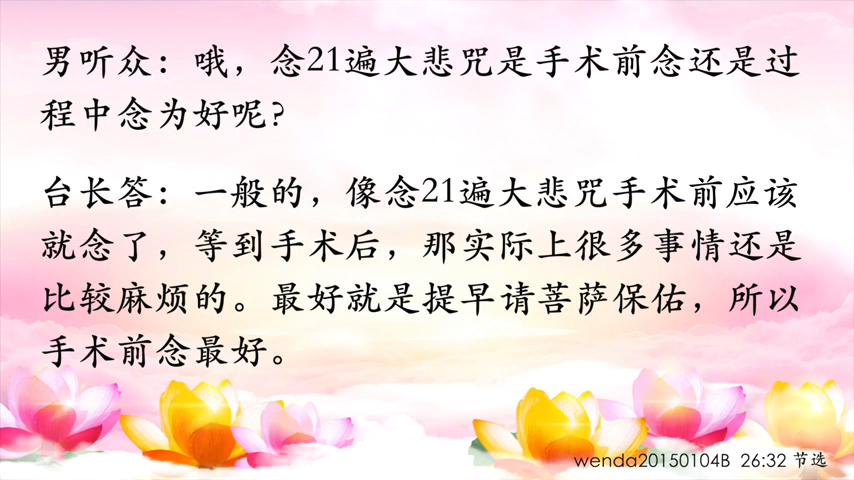 男听众：哦，念21遍大悲咒是手术前念还是过
程中念为好呢?
台长答：一般的，像念21遍大悲咒手术前应该
就念了，等到手术后，那实际上很多事情还是
比较麻烦的。最好就是提早请菩萨保佑，所以
手术前念最好。
wenda20150104B 26:32 节选